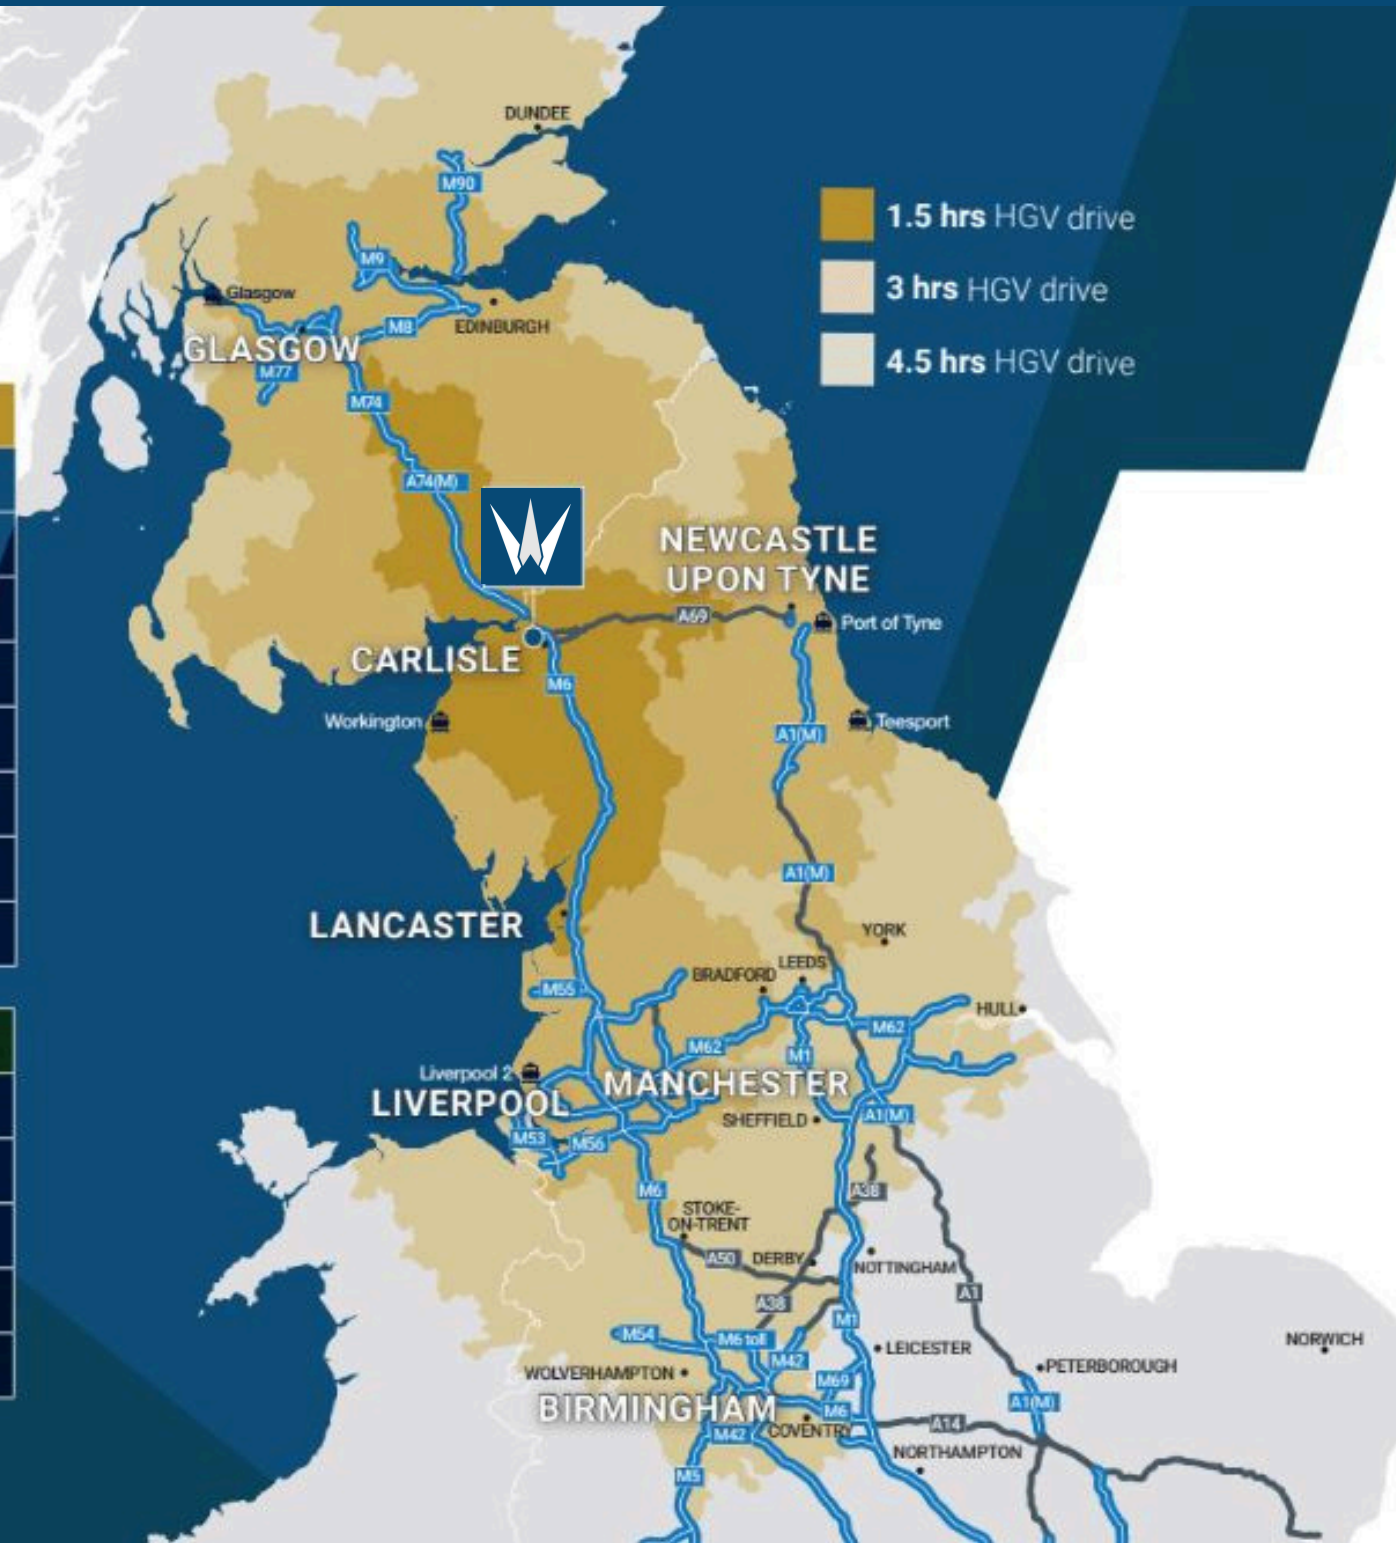 DUNDEE
M90
1.5 hrs HGV drive
M9
3 hrs HGV drive
Glasgow
M8
EDINBURGH
GLASGOW
4.5 hrs HGV drive
M77
M74
A74(M)
NEWCASTLE
UPON TYNE
A69
Port of Tyne
CARLISLE
M6
Workington
Teesport
A1(M)
A1(M)
LANCASTER
YORK
LEEDS
BRADFORD
M55
HULL
M62
M62
M1
Liverpool 2
MANCHESTER
LIVERPOOL
A1(M)
SHEFFIELD
M53
M56
M6
A38
STOKE-
ON-TRENT
A50
DERBY
NOTTINGHAM
A1
A38
M1
M54
M6 toll
NORWICH
LEICESTER
M42
PETERBOROUGH
WOLVERHAMPTON
M69
A1(M)
BIRMINGHAM
M6
A14
COVENTRY
M42
NORTHAMPTON
M5